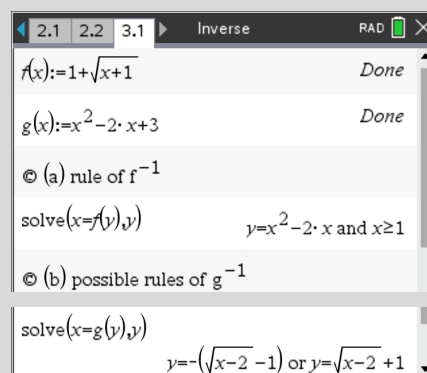 2.1 2.2 3.1 Inverse RAD
f(x):=1+√(x+1) Done
g(x):=x²−2·x+3 Done
© (a) rule of f⁻¹
solve(x=f(y),y) y=x²−2·x and x≥1
© (b) possible rules of g⁻¹
solve(x=g(y),y)
y=-(√(x−2) −1) or y=√(x−2) +1